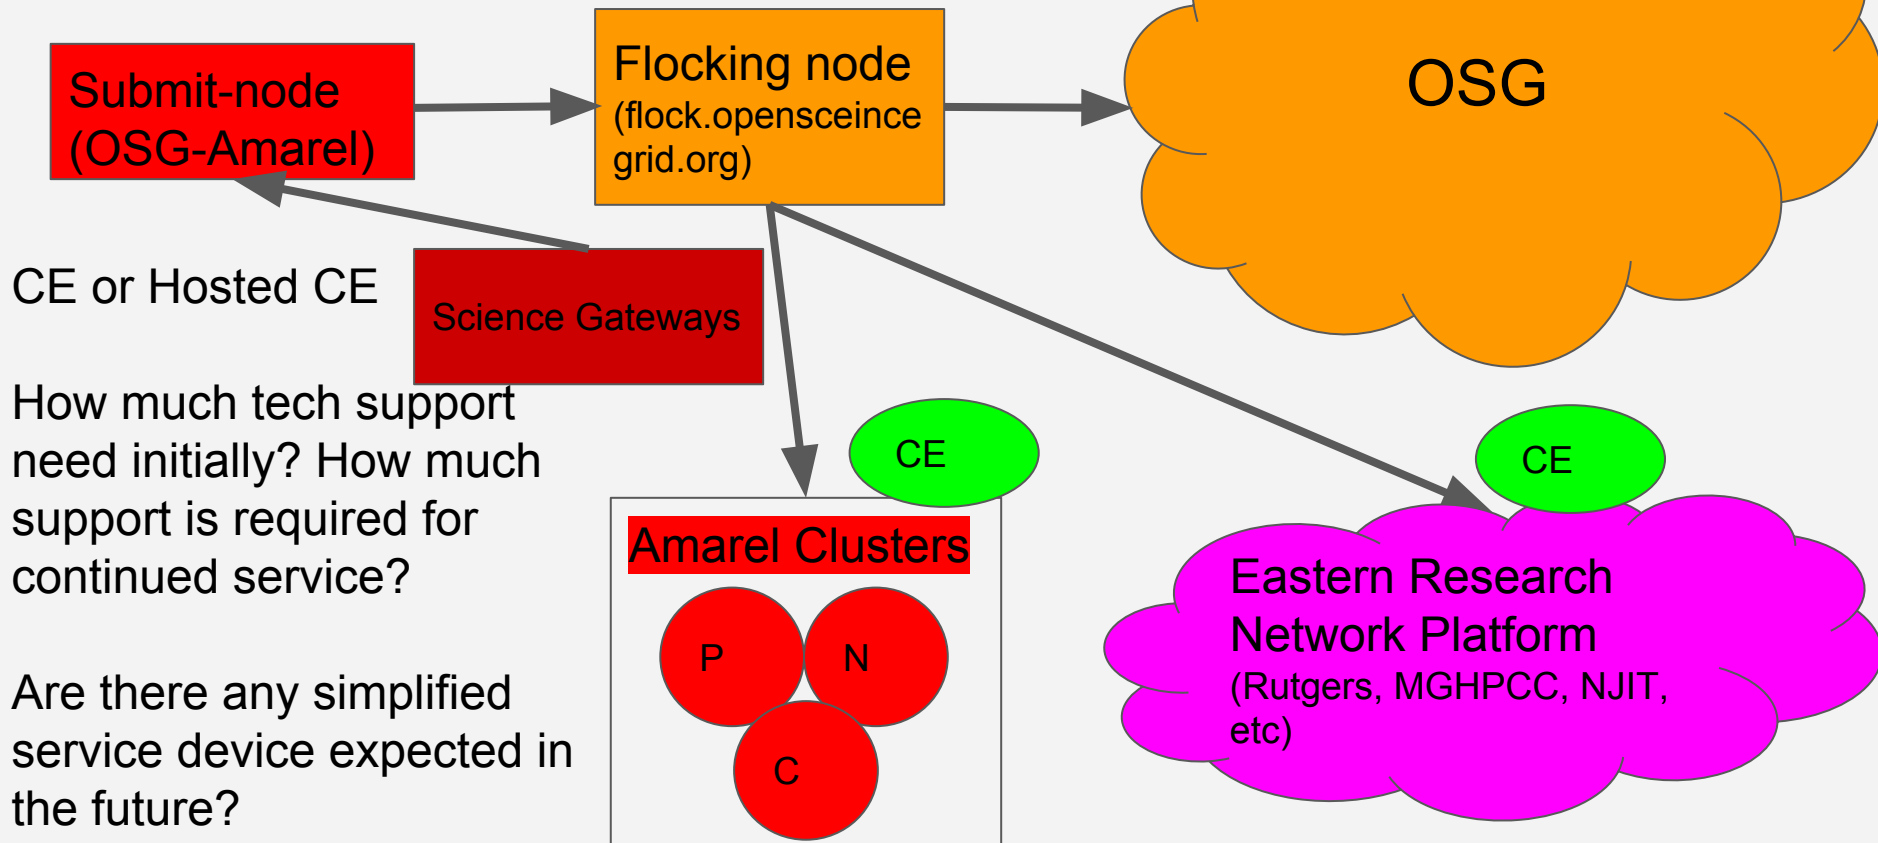 Submit-node
(OSG-Amarel)
Flocking node
(flock.opensceince
grid.org)
OSG
CE or Hosted CE
Science Gateways
How much tech support
need initially? How much
support is required for
continued service?
Are there any simplified
service device expected in
the future?
CE
Amarel Clusters
P
N
C
CE
Eastern Research
Network Platform
(Rutgers, MGHPCC, NJIT,
etc)